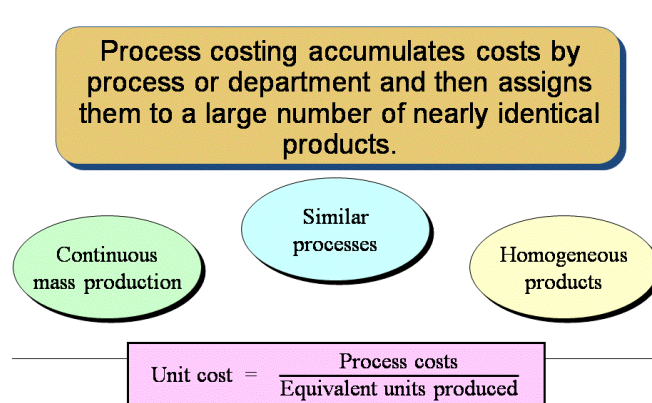 Process costing accumulates costs by
process or department and then assigns
them to a large number of nearly identical
products.
Similar
processes
Continuous
mass production
Homogeneous
products
Unit cost = Process costs
Equivalent units produced